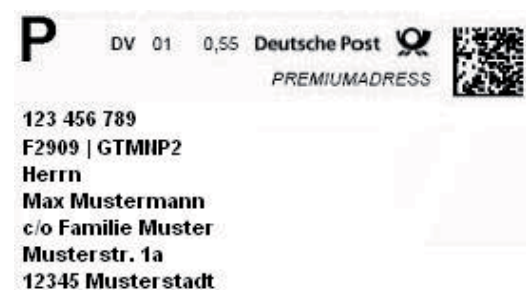 P DV 01 0,55 Deutsche Post
PREMIUMADRESS
123 456 789
F2909 | GTMNP2
Herrn
Max Mustermann
c/o Familie Muster
Musterstr. 1a
12345 Musterstadt